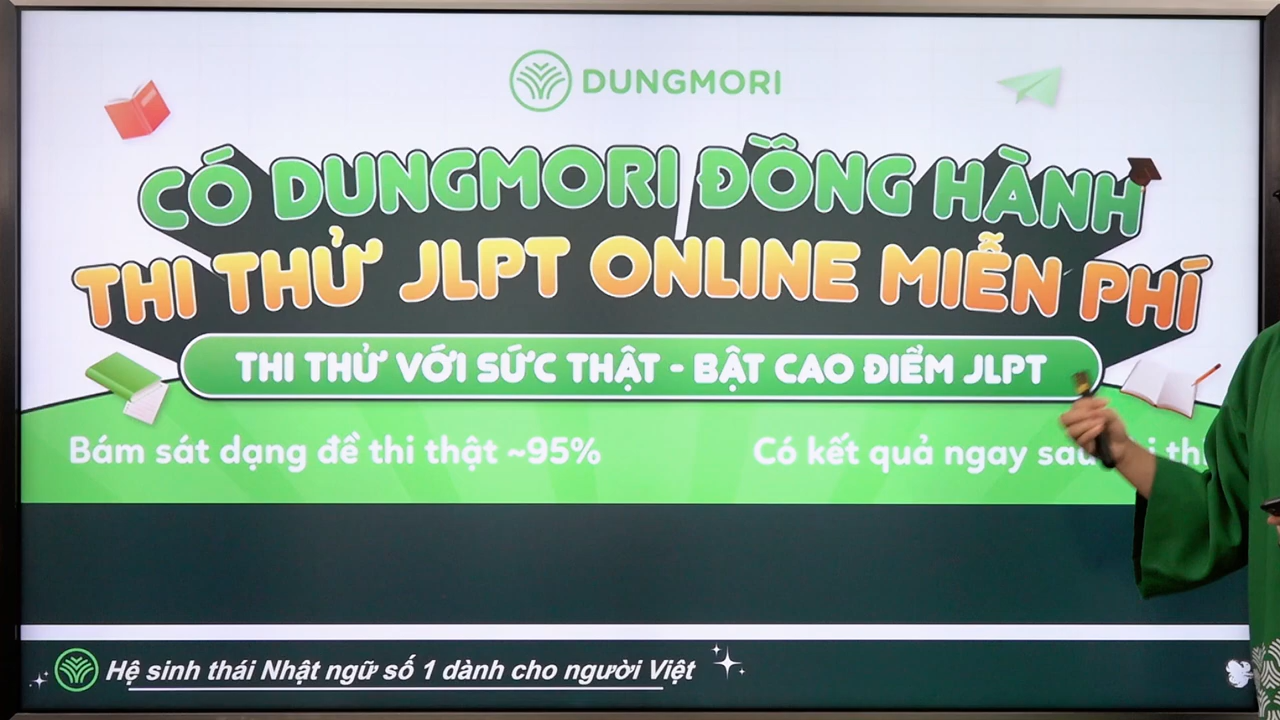 DUNGMORI
CÓ DUNGMORI ĐỒNG HÀNH
THI THỬ JLPT ONLINE MIỄN PHÍ
THI THỬ VỚI SỨC THẬT - BẬT CAO ĐIỂM JLPT
Bám sát dạng đề thi thật ~95%
Có kết quả ngay sau
Hệ sinh thái Nhật ngữ số 1 dành cho người Việt